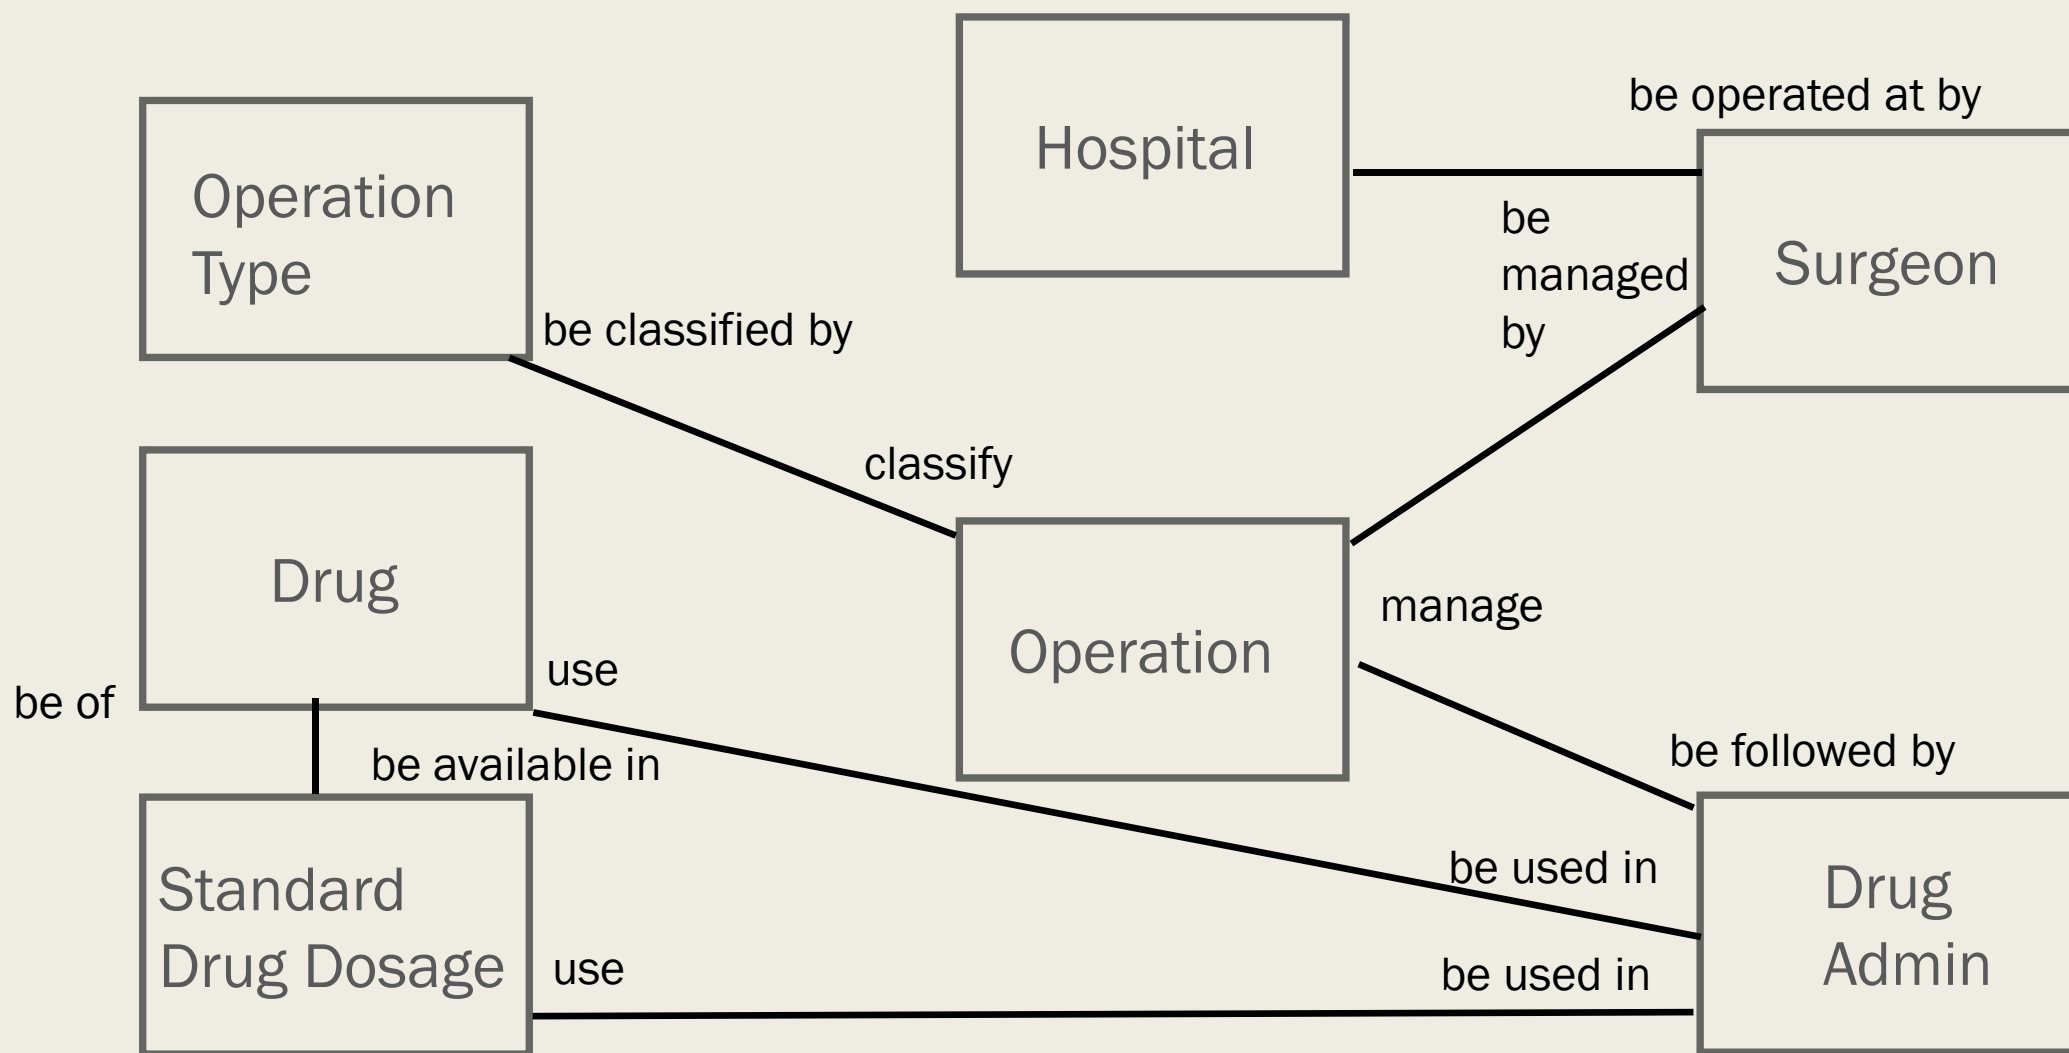 be operated at by
Hospital
Operation
Type
be
managed
by
Surgeon
be classified by
classify
Drug
manage
Operation
use
be of
be followed by
be available in
be used in
Standard
Drug Dosage
Drug
Admin
use
be used in